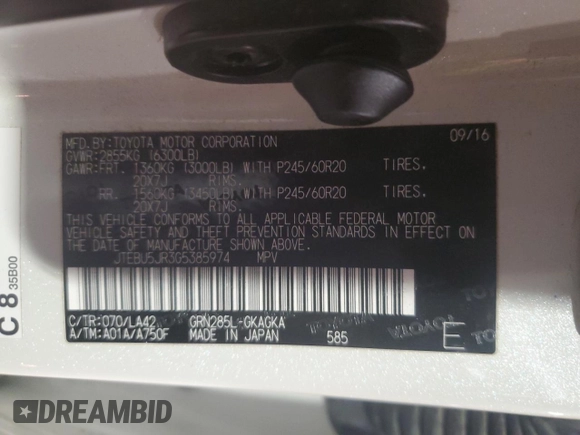 MFD.BY:TOYOTA MOTOR CORPORATION 09/16
GVWR:2855KG (6300LB)
GAWR:FRT. 1360KG (3000LB) WITH P245/60R20 TIRES,
20X7J RIMS,
RR. KG (3450LB) WITH P245/60R20 TIRES,
20X7J RIMS,
THIS VEHICLE CONFORMS TO ALL APPLICABLE FEDERAL MOTOR
VEHICLE SAFETY AND THEFT PREVENTION STANDARDS IN EFFECT ON
THE DATE OF MANUFACTURE SHOWN ABOVE.
JTEBU5JR3G5385974 MPV
C/TR:070/LA42 GRN285L-GKAGKA
A/TM:A01A/A750F MADE IN JAPAN 585 E
C 8 35B00
TOYOTA
DREAMBID